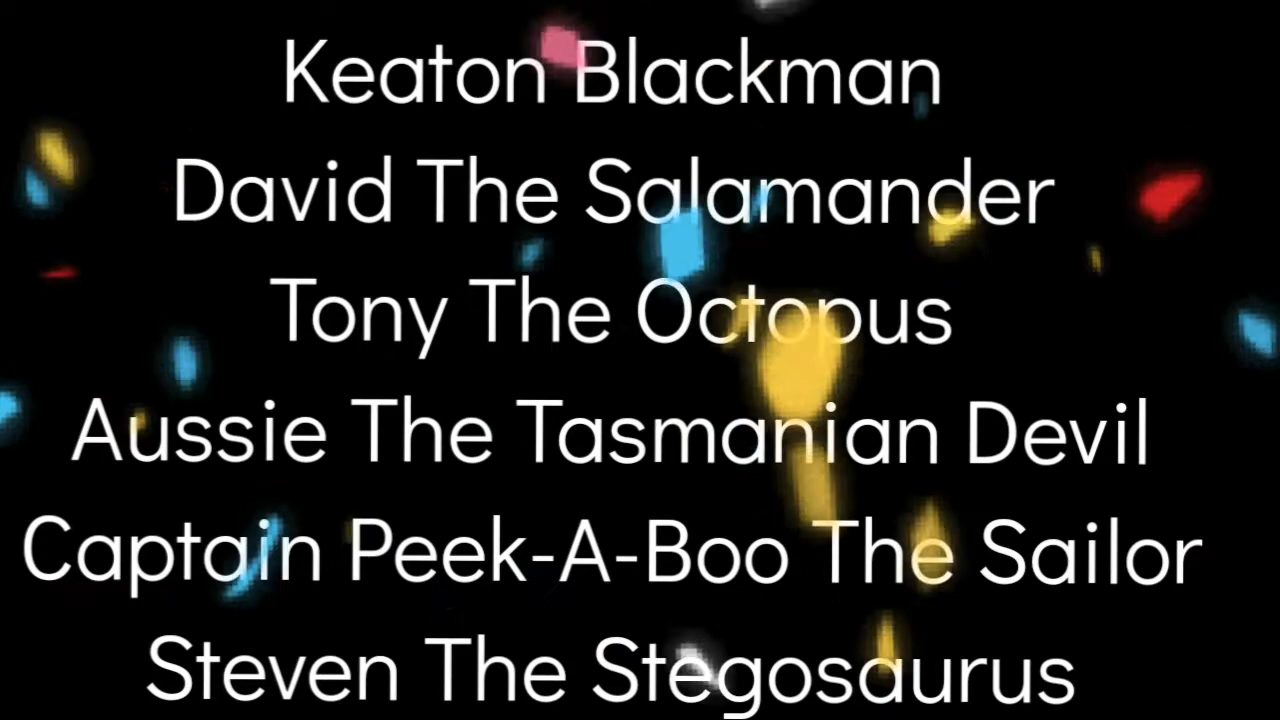 Keaton Blackman
David The Salamander
Tony The Octopus
Aussie The Tasmanian Devil
Captain Peek-A-Boo The Sailor
Steven The Stegosaurus